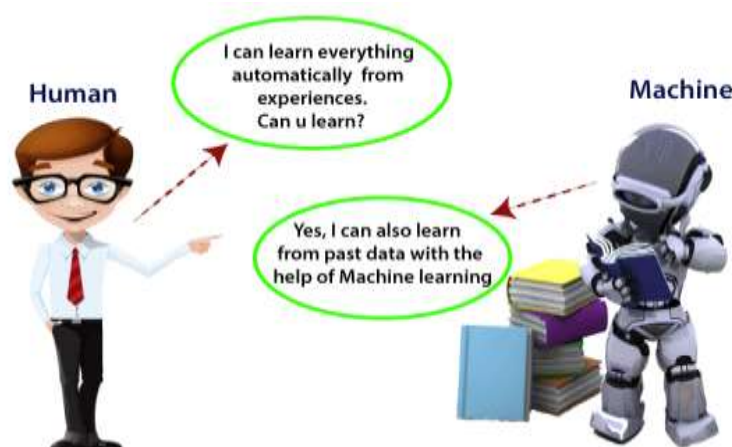 Human
I can learn everything
automatically from
experiences.
Can u learn?
Machine
Yes, I can also learn
from past data with the
help of Machine learning